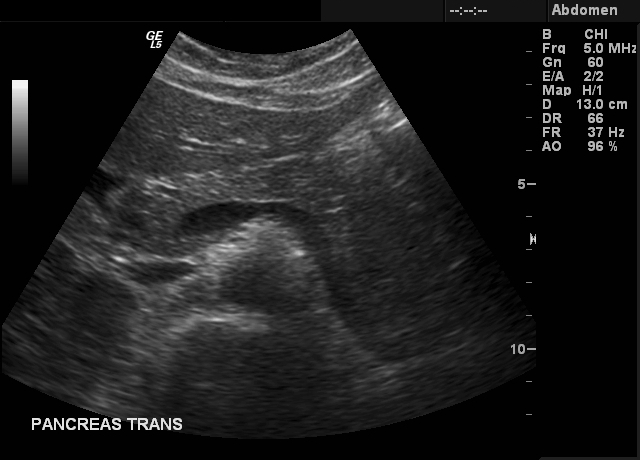 --:--:-- Abdomen
GE
L5
B CHI
Frq 5.0 MHz
Gn 60
E/A 2/2
Map H/1
D 13.0 cm
DR 66
FR 37 Hz
AO 96 %
5
10
PANCREAS TRANS